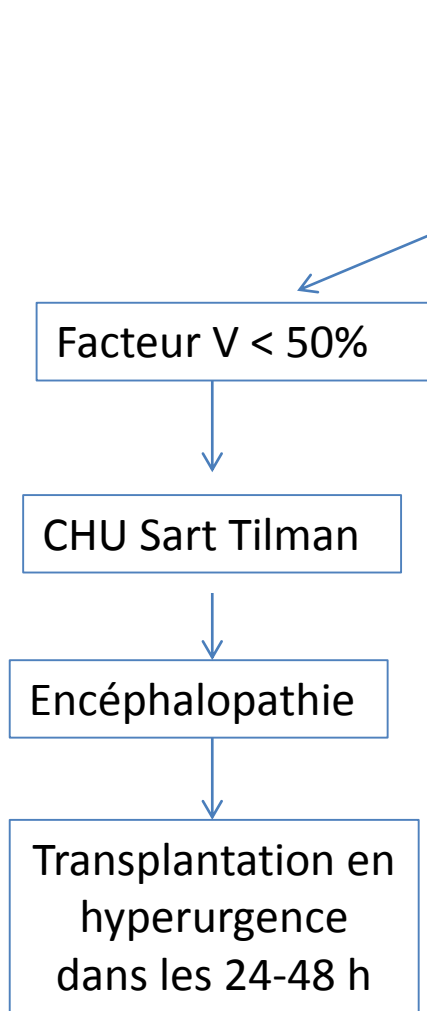 Facteur V < 50%
CHU Sart Tilman
Encéphalopathie
Transplantation en
hyperurgence
dans les 24-48 h